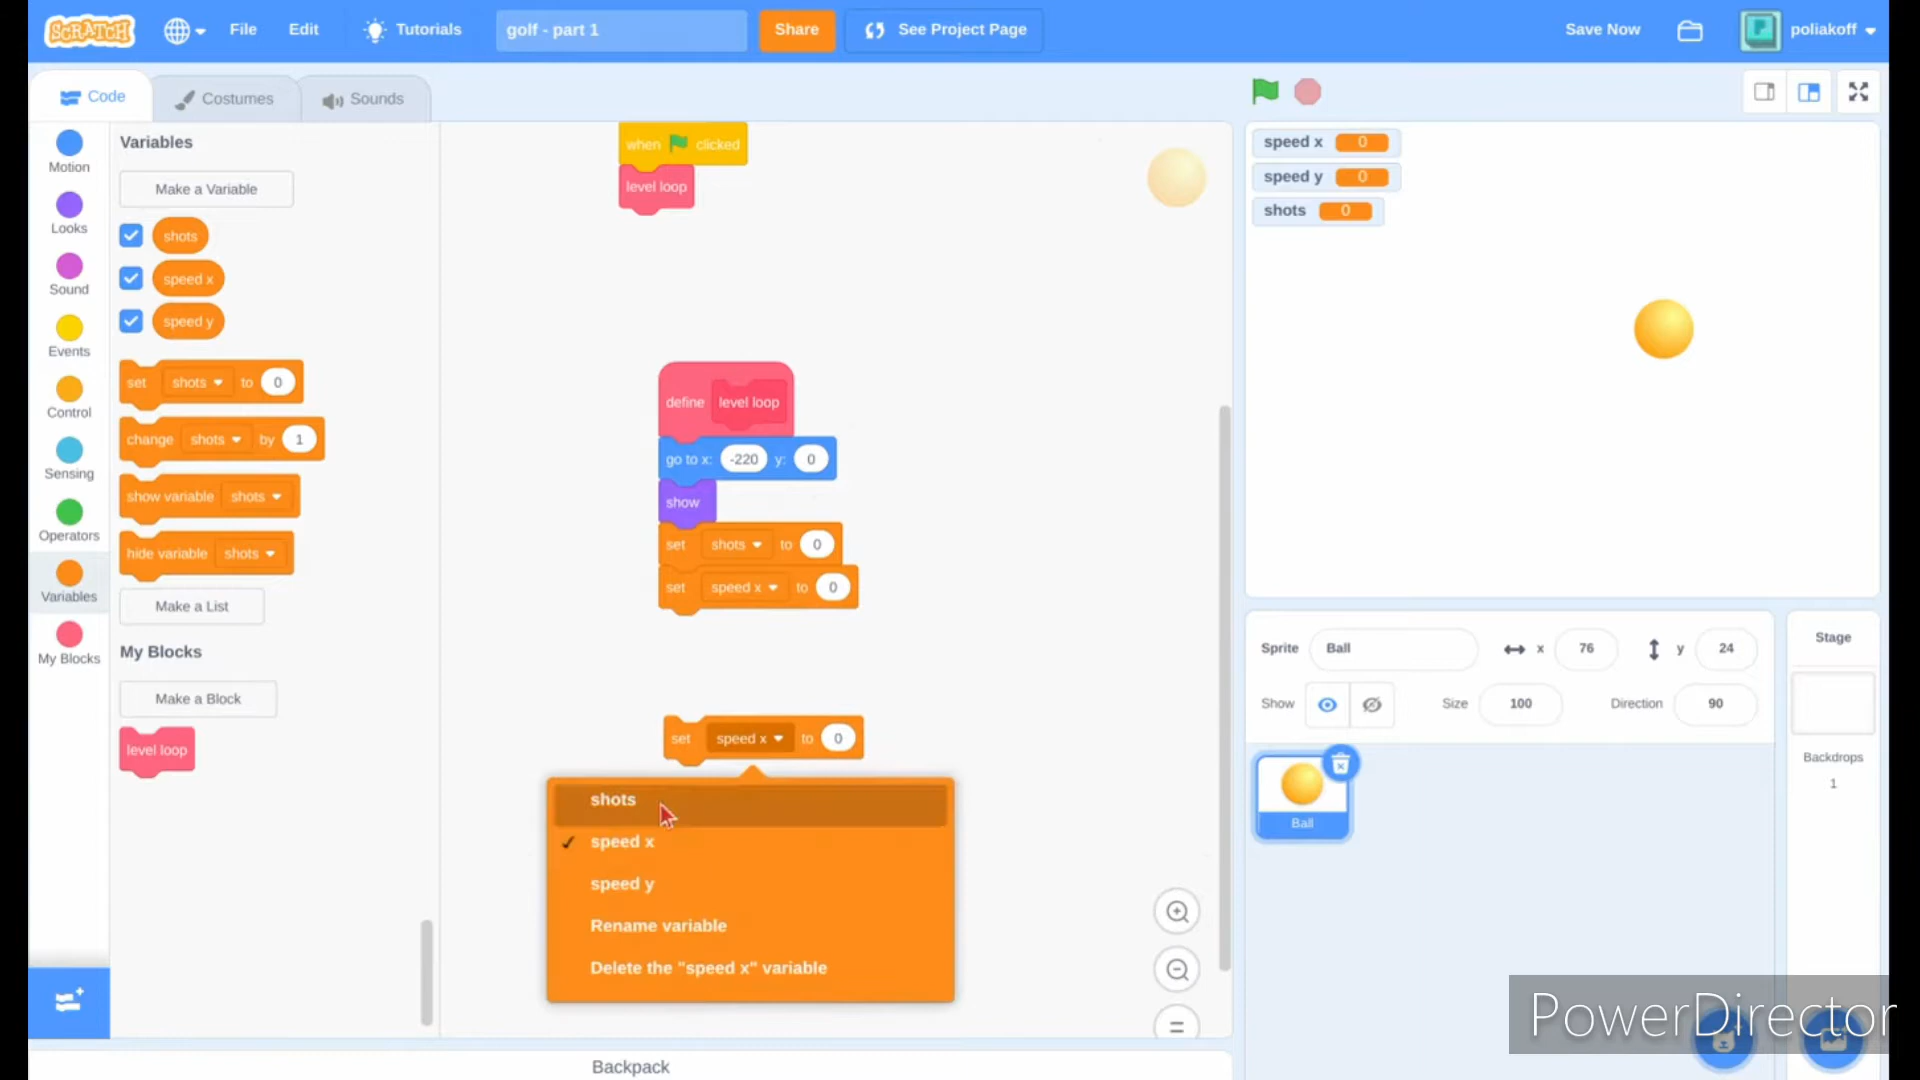 SCRATCH
File
Edit
Tutorials
golf - part 1
Share
See Project Page
Save Now
poliakoff
Code
Costumes
Sounds
Motion
Looks
Sound
Events
Control
Sensing
Operators
Variables
My Blocks
Variables
Make a Variable
shots
speed x
speed y
set shots to 0
change shots by 1
show variable shots
hide variable shots
Make a List
My Blocks
Make a Block
level loop
when clicked
level loop
define level loop
go to x: -220 y: 0
show
set shots to 0
set speed x to 0
set speed x to 0
shots
✓ speed x
speed y
Rename variable
Delete the "speed x" variable
Backpack
speed x 0
speed y 0
shots 0
Sprite Ball x 76 y 24
Show Size 100 Direction 90
Ball
Stage
Backdrops
1
PowerDirector